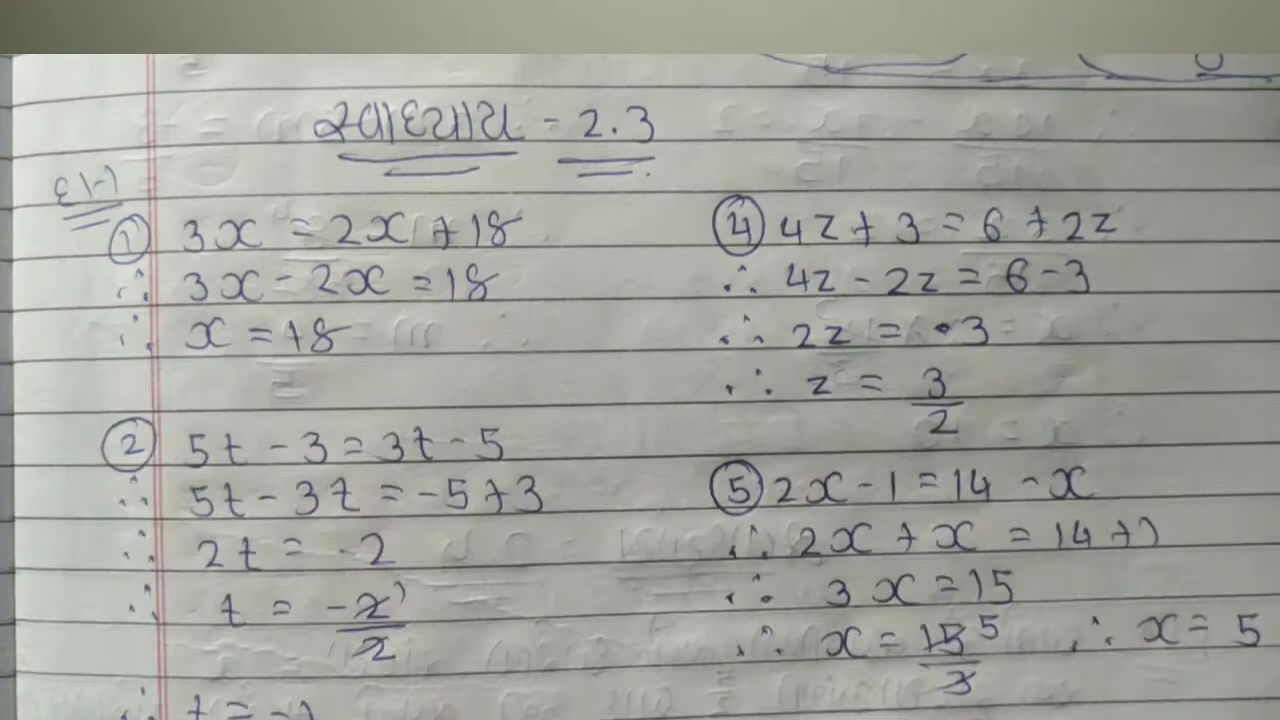 સ્વાધ્યાય - 2.3
દા-1
① 3x = 2x + 18
∴ 3x - 2x = 18
∴ x = 18
② 5t - 3 = 3t - 5
∴ 5t - 3t = -5 + 3
∴ 2t = -2
∴ t = -2/2 1
∴ t = -1
④ 4z + 3 = 6 + 2z
∴ 4z - 2z = 6 - 3
∴ 2z = 3
∴ z = 3/2
⑤ 2x - 1 = 14 - x
∴ 2x + x = 14 + 1
∴ 3x = 15
∴ x = 15/3 5 ∴ x = 5